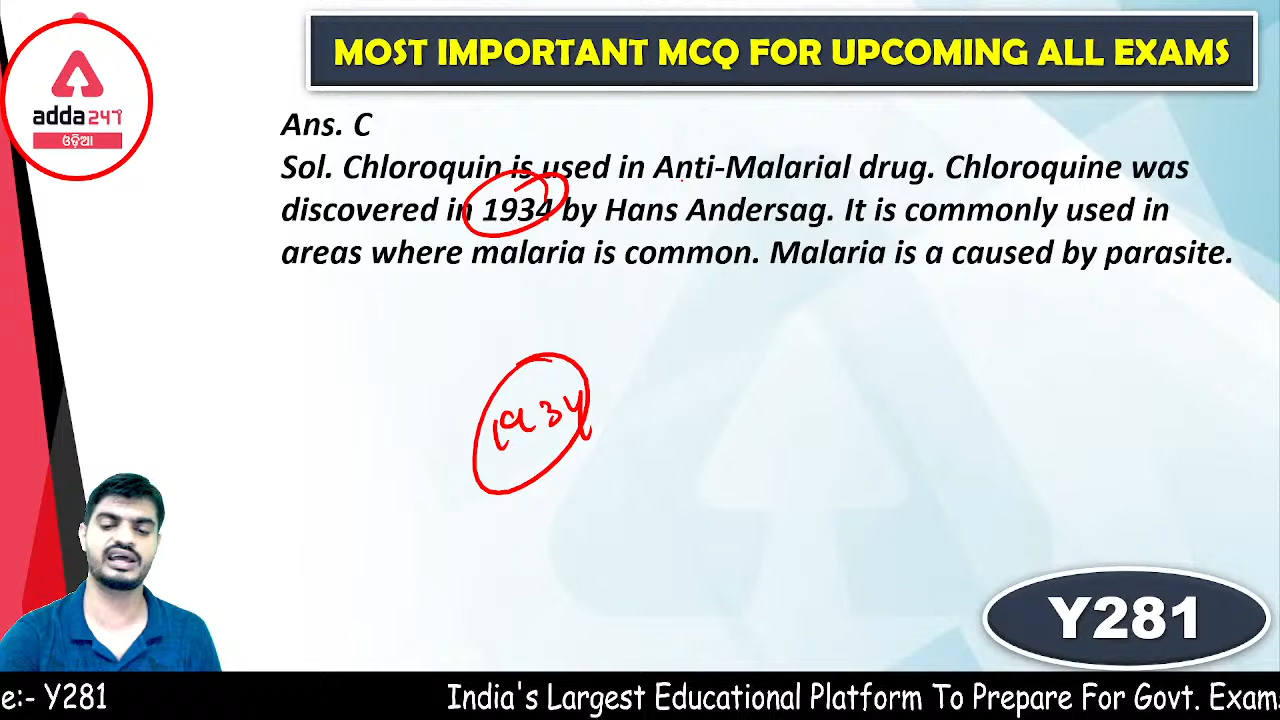 MOST IMPORTANT MCQ FOR UPCOMING ALL EXAMS
adda247
ଓଡ଼ିଆ
Ans. C
Sol. Chloroquin is used in Anti-Malarial drug. Chloroquine was
discovered in 1934 by Hans Andersag. It is commonly used in
areas where malaria is common. Malaria is a caused by parasite.
1934
Y281
e:- Y281
India's Largest Educational Platform To Prepare For Govt. Exam